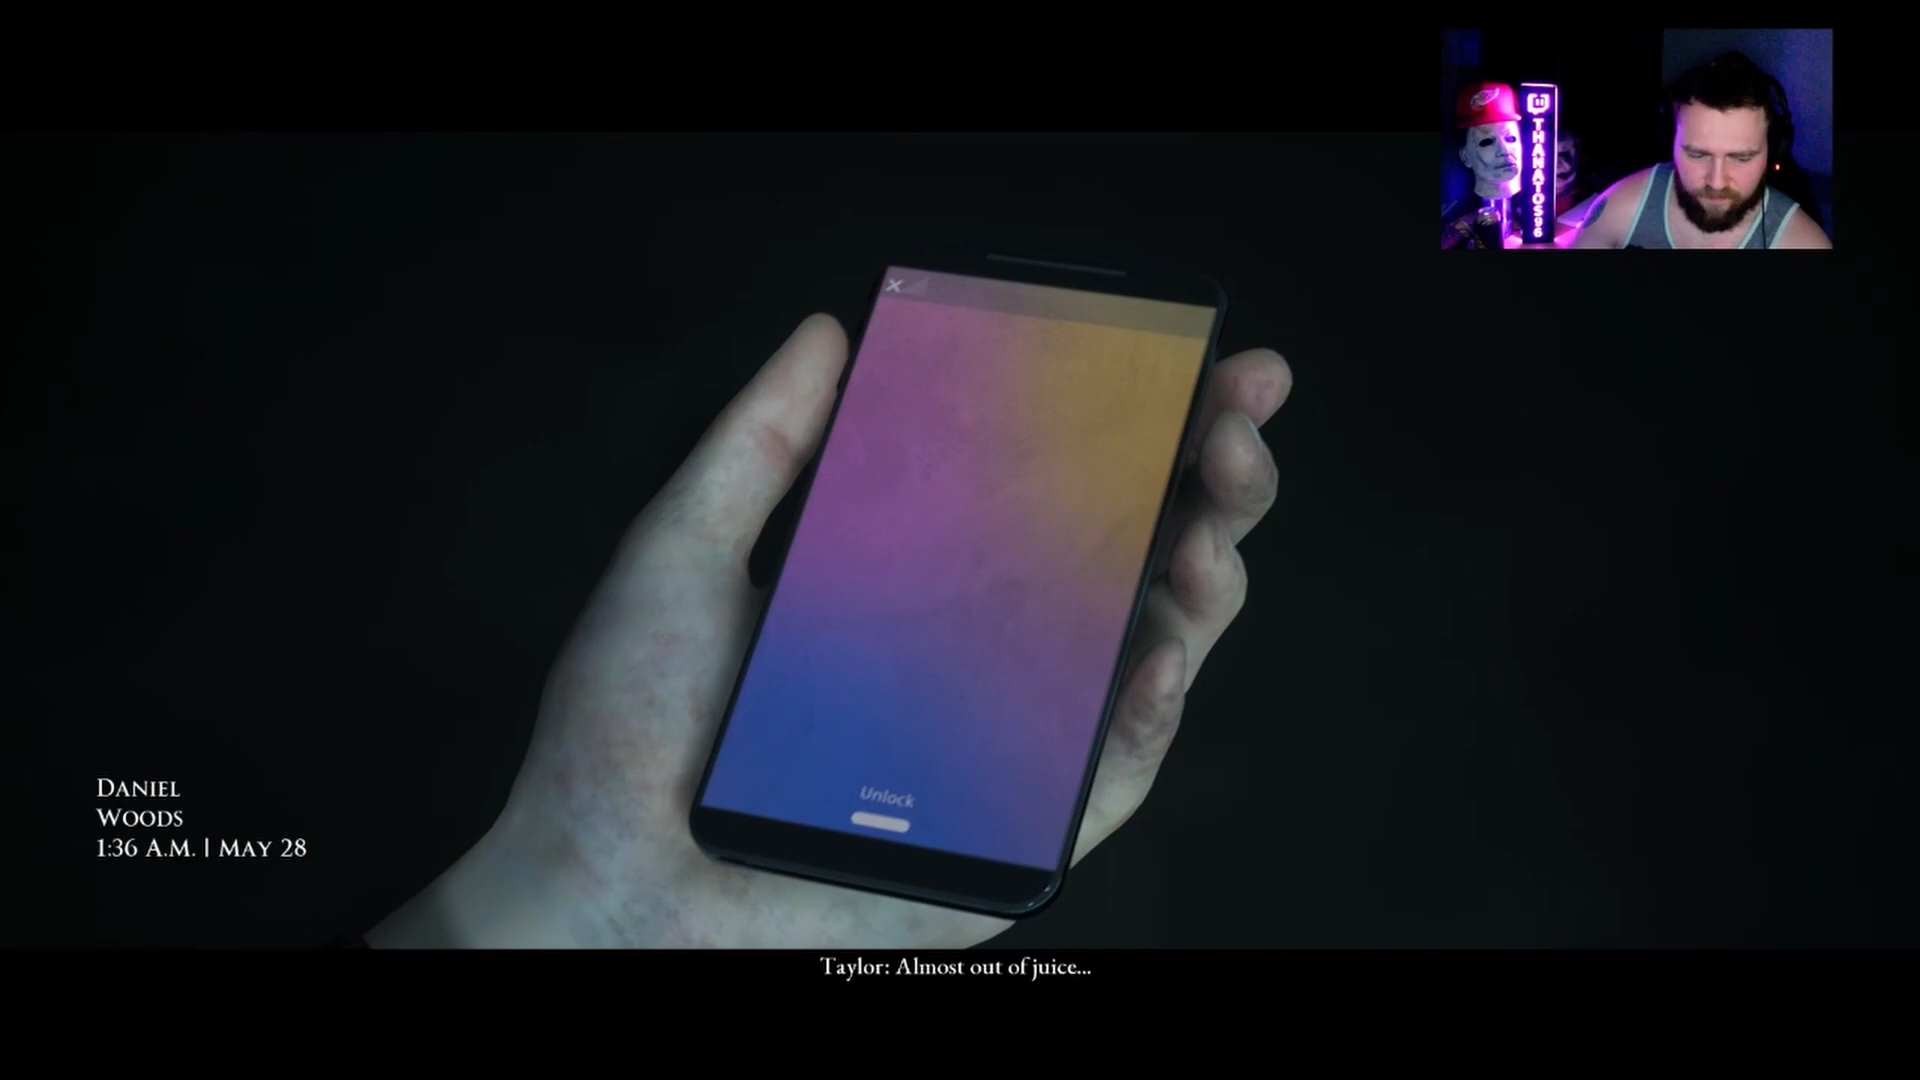 THANATOS96
Unlock
DANIEL
WOODS
1:36 A.M. | MAY 28
Taylor: Almost out of juice...